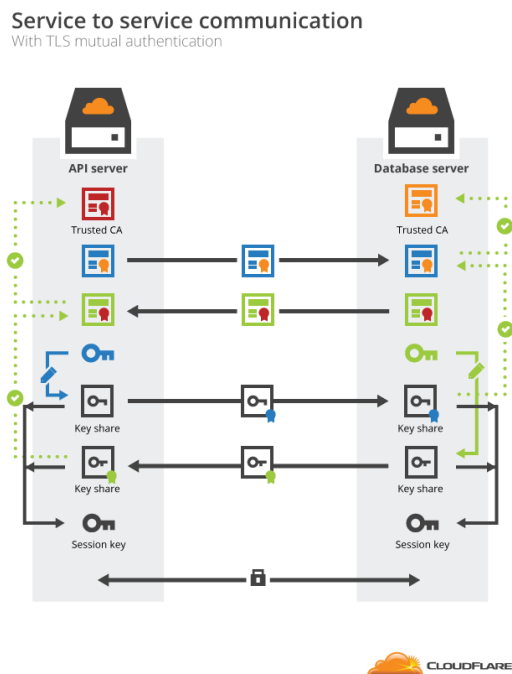 Service to service communication
With TLS mutual authentication
API server
Database server
Trusted CA
Trusted CA
Key share
Key share
Key share
Key share
Session key
Session key
CLOUDFLARE